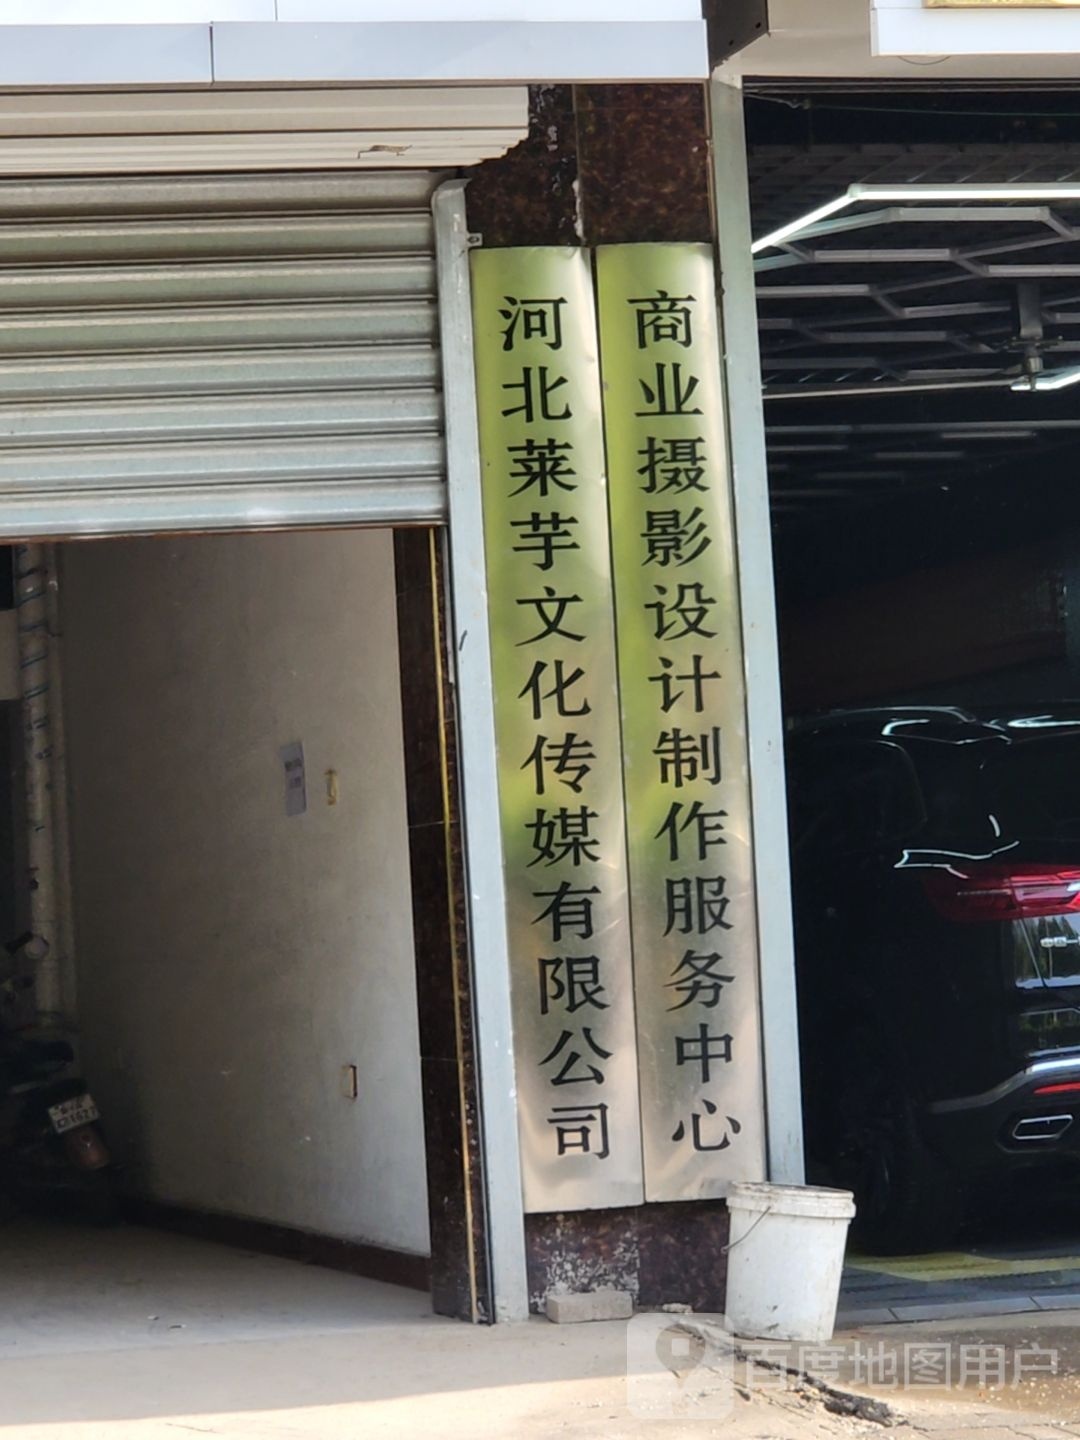 河北莱芋文化传媒有限公司
商业摄影设计制作服务中心
百度地图用户